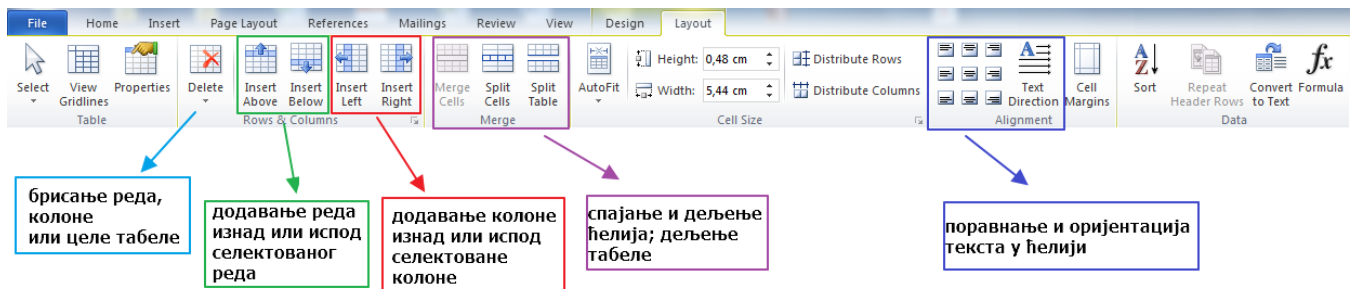 File Home Insert Page Layout References Mailings Review View Design Layout
Select
View Gridlines
Properties
Table
Delete
Insert Above
Insert Below
Insert Left
Insert Right
Rows & Columns
Merge Cells
Split Cells
Split Table
Merge
AutoFit
Height: 0,48 cm
Width: 5,44 cm
Distribute Rows
Distribute Columns
Cell Size
Text Direction
Cell Margins
Alignment
Sort
Repeat Header Rows
Convert to Text
Formula
Data
брисање реда,
колоне
или целе табеле
додавање реда
изнад или испод
селектованог
реда
додавање колоне
изнад или испод
селектоване
колоне
спајање и дељење
ћелија; дељење
табеле
поравнање и оријентација
текста у ћелији